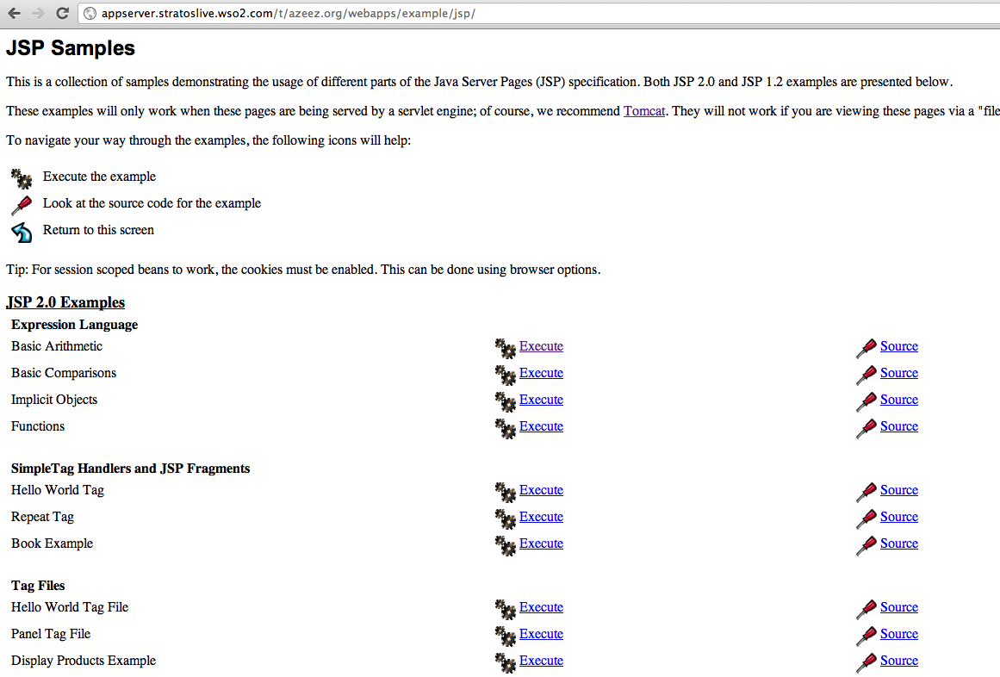 appserver.stratoslive.wso2.com/t/azeez.org/webapps/example/jsp/
JSP Samples
This is a collection of samples demonstrating the usage of different parts of the Java Server Pages (JSP) specification. Both JSP 2.0 and JSP 1.2 examples are presented below.
These examples will only work when these pages are being served by a servlet engine; of course, we recommend Tomcat. They will not work if you are viewing these pages via a "file
To navigate your way through the examples, the following icons will help:
Execute the example
Look at the source code for the example
Return to this screen
Tip: For session scoped beans to work, the cookies must be enabled. This can be done using browser options.
JSP 2.0 Examples
Expression Language
Basic Arithmetic Execute Source
Basic Comparisons Execute Source
Implicit Objects Execute Source
Functions Execute Source
SimpleTag Handlers and JSP Fragments
Hello World Tag Execute Source
Repeat Tag Execute Source
Book Example Execute Source
Tag Files
Hello World Tag File Execute Source
Panel Tag File Execute Source
Display Products Example Execute Source